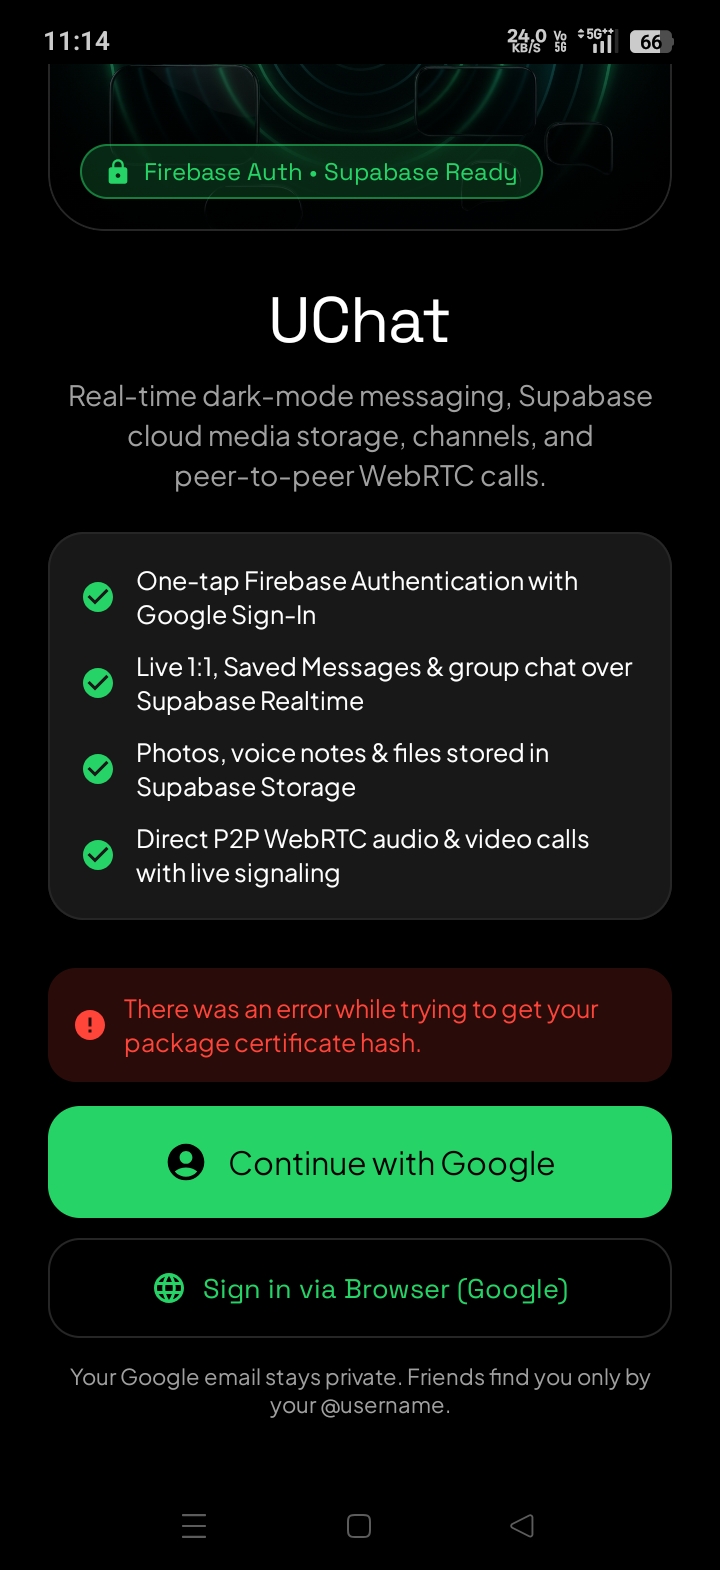 11:14
24.0 KB/S Vo 5G 5G++ 66
Firebase Auth • Supabase Ready
UChat
Real-time dark-mode messaging, Supabase
cloud media storage, channels, and
peer-to-peer WebRTC calls.
One-tap Firebase Authentication with
Google Sign-In
Live 1:1, Saved Messages & group chat over
Supabase Realtime
Photos, voice notes & files stored in
Supabase Storage
Direct P2P WebRTC audio & video calls
with live signaling
There was an error while trying to get your
package certificate hash.
Continue with Google
Sign in via Browser (Google)
Your Google email stays private. Friends find you only by
your @username.